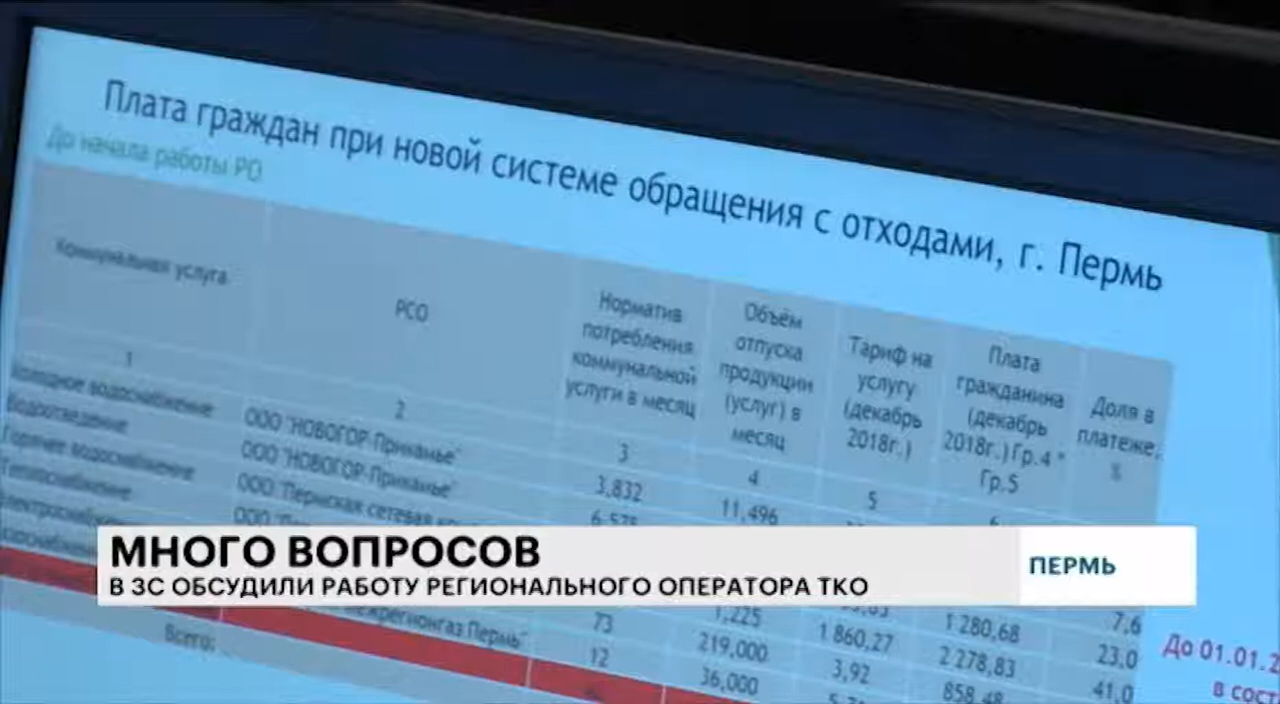 Плата граждан при новой системе обращения с отходами, г. Пермь
До начала работы РО
Коммунальная услуга
РСО
Норматив
потребления
коммунальной
услуги в месяц
Объём
отпуска
продукции
(услуг) в
месяц
Тариф на
услугу
(декабрь
2018г.)
Плата
гражданина
(декабрь
2018г.) Гр.4 *
Гр.5
Доля в
платеже,
%
1
2
3
4
5
Холодное водоснабжение ООО "НОВОГОР-Прикамье" 3,832 11,496
Водоотведение ООО "НОВОГОР-Прикамье"
Горячее водоснабжение ООО "Пермская сетевая
Теплоснабжение ООО
1,225 1 280,68 7,6
межрегионгаз Пермь" 73 219,000 1 860,27 2 278,83 23,0
Всего: 12 36,000 3,92 858,48 41,0
До 01.01.2
в сост
МНОГО ВОПРОСОВ
В ЗС ОБСУДИЛИ РАБОТУ РЕГИОНАЛЬНОГО ОПЕРАТОРА ТКО
ПЕРМЬ